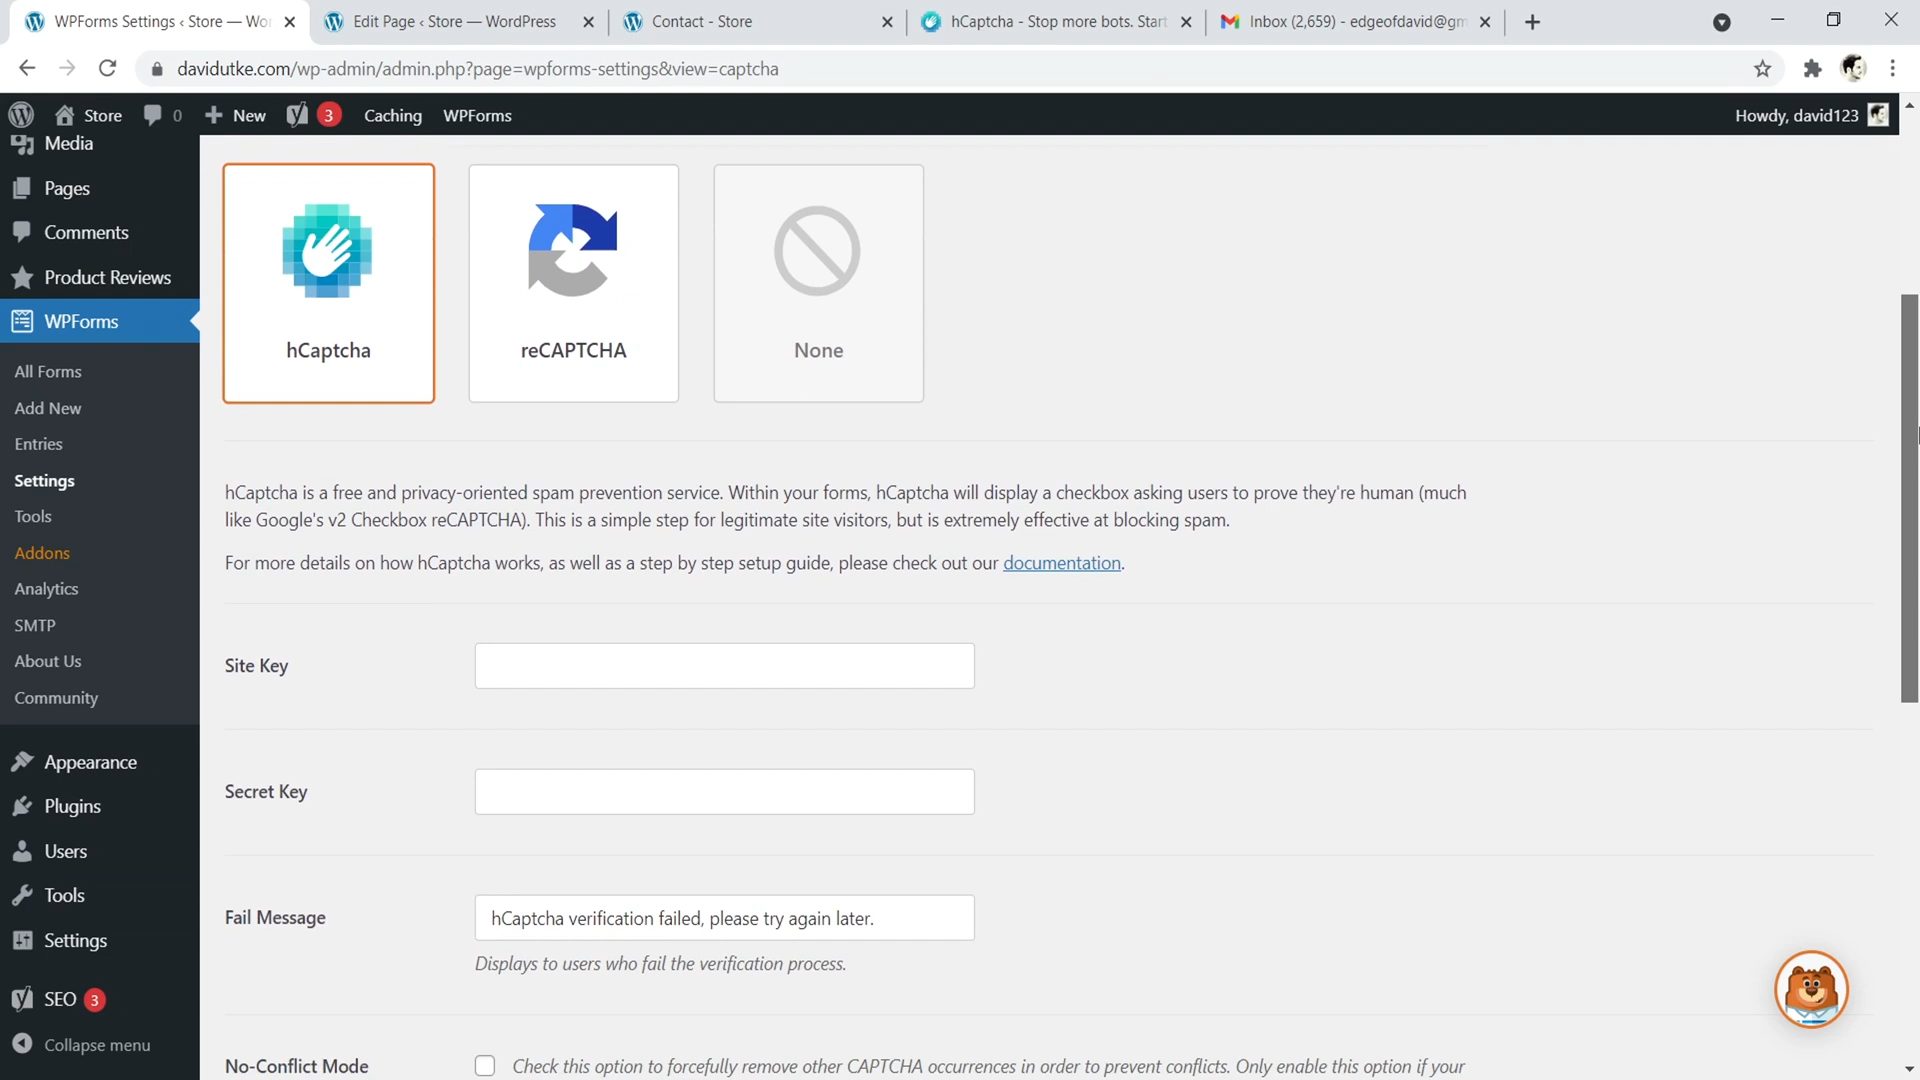 WPForms Settings ‹ Store — Wor
Edit Page ‹ Store — WordPress
Contact - Store
hCaptcha - Stop more bots. Start
Inbox (2,659) - edgeofdavid@gm
davidutke.com/wp-admin/admin.php?page=wpforms-settings&view=captcha
Store
0
New
3
Caching
WPForms
Howdy, david123
Media
Pages
Comments
Product Reviews
WPForms
All Forms
Add New
Entries
Settings
Tools
Addons
Analytics
SMTP
About Us
Community
Appearance
Plugins
Users
Tools
Settings
SEO 3
Collapse menu
hCaptcha
reCAPTCHA
None
hCaptcha is a free and privacy-oriented spam prevention service. Within your forms, hCaptcha will display a checkbox asking users to prove they're human (much
like Google's v2 Checkbox reCAPTCHA). This is a simple step for legitimate site visitors, but is extremely effective at blocking spam.
For more details on how hCaptcha works, as well as a step by step setup guide, please check out our documentation.
Site Key
Secret Key
Fail Message
hCaptcha verification failed, please try again later.
Displays to users who fail the verification process.
No-Conflict Mode
Check this option to forcefully remove other CAPTCHA occurrences in order to prevent conflicts. Only enable this option if your